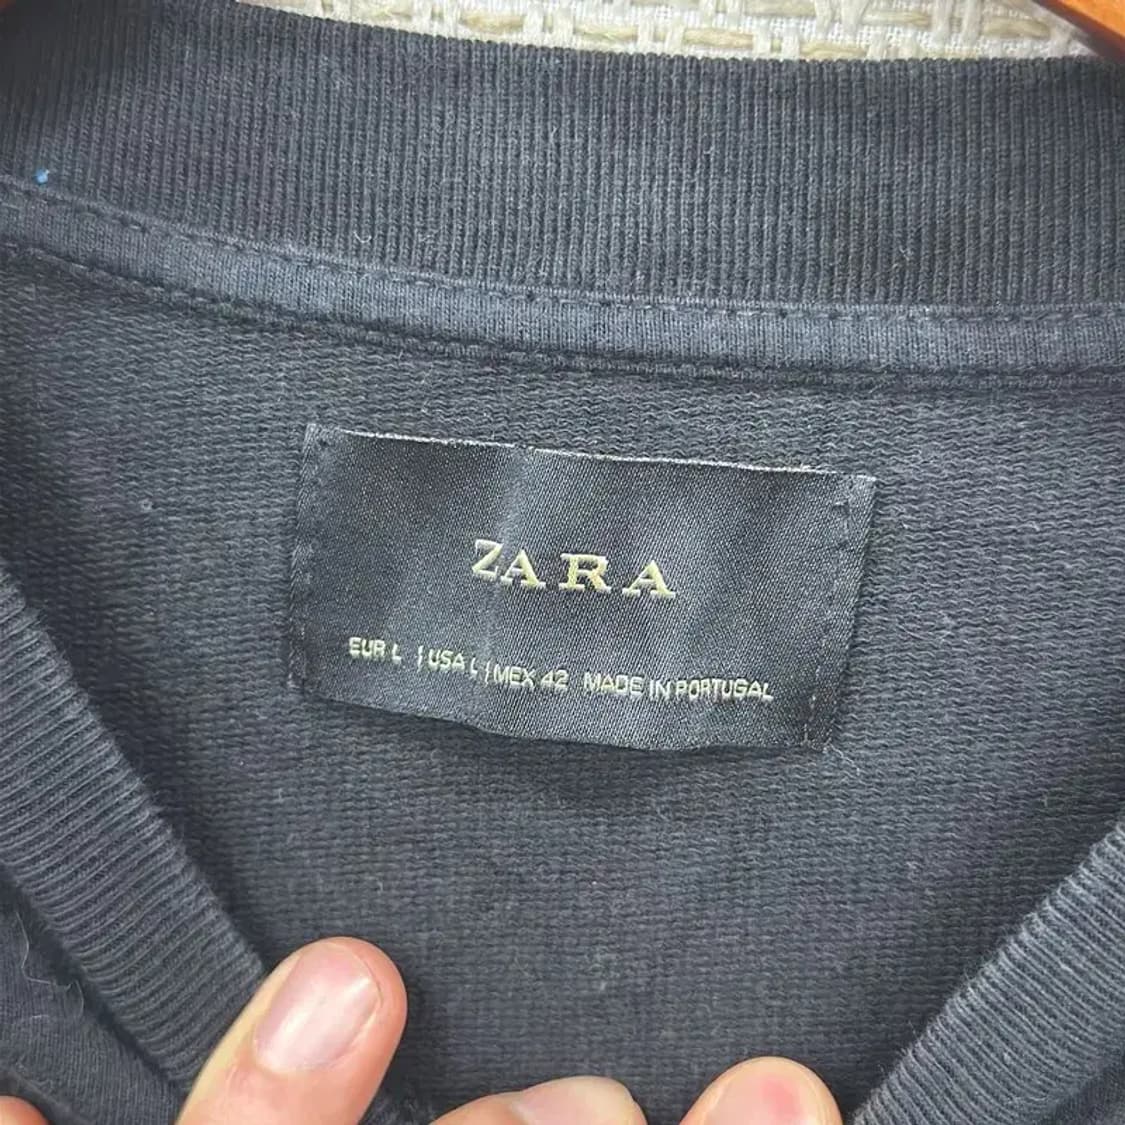 ZARA
EUR L | USA L | MEX 42 MADE IN PORTUGAL